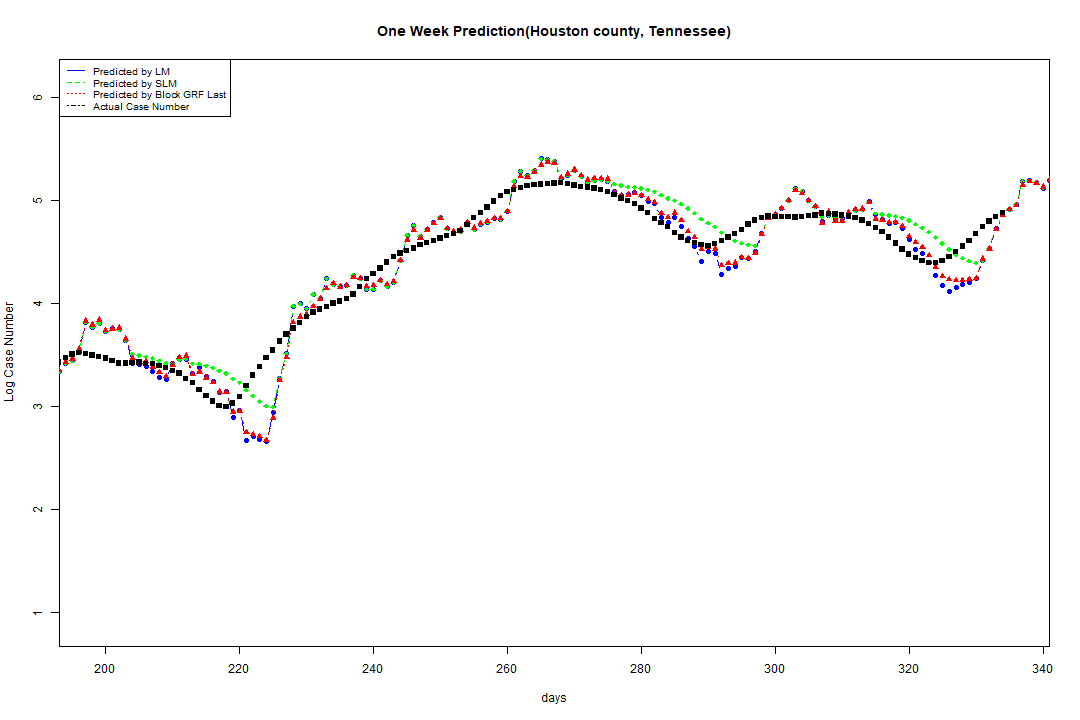 One Week Prediction(Houston county, Tennessee)
Predicted by LM
Predicted by SLM
Predicted by Block GRF Last
Actual Case Number
6
5
4
3
2
1
Log Case Number
200 220 240 260 280 300 320 340
days